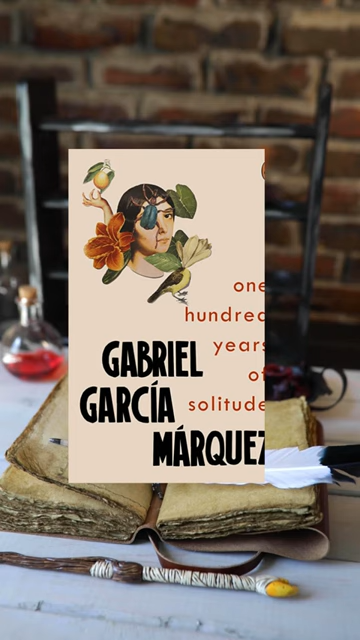 one
hundred
years
of
solitude
GABRIEL
GARCÍA
MÁRQUEZ